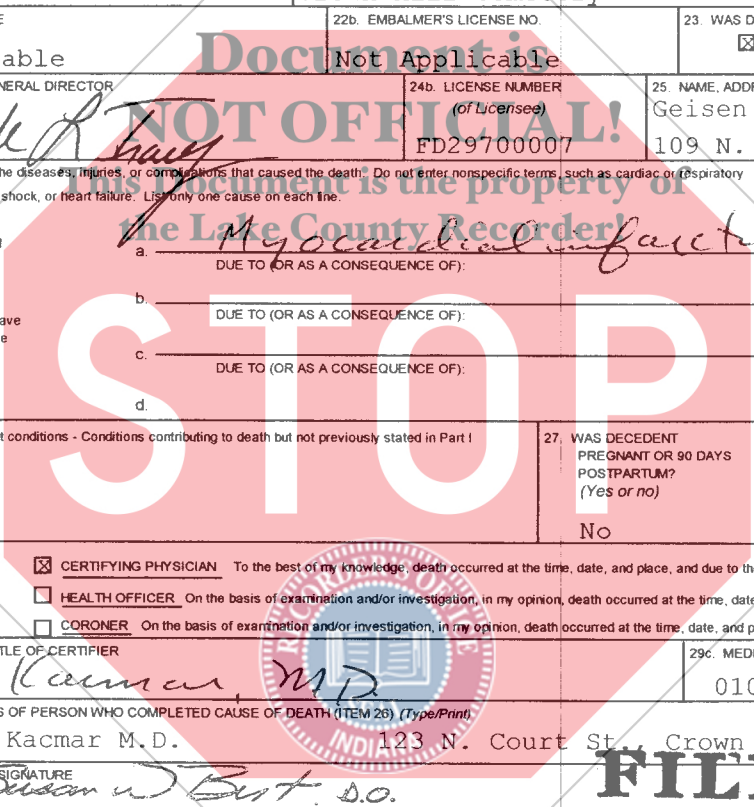 22b. EMBALMER'S LICENSE NO.
23. WAS D
able
Not Applicable
NERAL DIRECTOR
24b. LICENSE NUMBER
(of Licensee)
25. NAME, ADDR
Geisen
FD29700007
109 N.
Document is
NOT OFFICIAL!
This Document is the property of
the Lake County Recorder!
he diseases, injuries, or complications that caused the death. Do not enter nonspecific terms, such as cardiac or respiratory
shock, or heart failure. List only one cause on each line.
a. Myocardial infarct
DUE TO (OR AS A CONSEQUENCE OF):
b.
DUE TO (OR AS A CONSEQUENCE OF):
ave
e
c.
DUE TO (OR AS A CONSEQUENCE OF):
d.
STOP
t conditions - Conditions contributing to death but not previously stated in Part I
27. WAS DECEDENT
PREGNANT OR 90 DAYS
POSTPARTUM?
(Yes or no)
No
☒ CERTIFYING PHYSICIAN To the best of my knowledge, death occurred at the time, date, and place, and due to th
☐ HEALTH OFFICER On the basis of examination and/or investigation, in my opinion, death occurred at the time, date
☐ CORONER On the basis of examination and/or investigation, in my opinion, death occurred at the time, date, and p
RECORDER'S OFFICE
SEAL
INDIANA
TLE OF CERTIFIER
29c. MEDI
Kacmar MD.
010
S OF PERSON WHO COMPLETED CAUSE OF DEATH (ITEM 26) (Type/Print)
Kacmar M.D. 123 N. Court St., Crown
SIGNATURE
Susan W Best D.O.
FIL